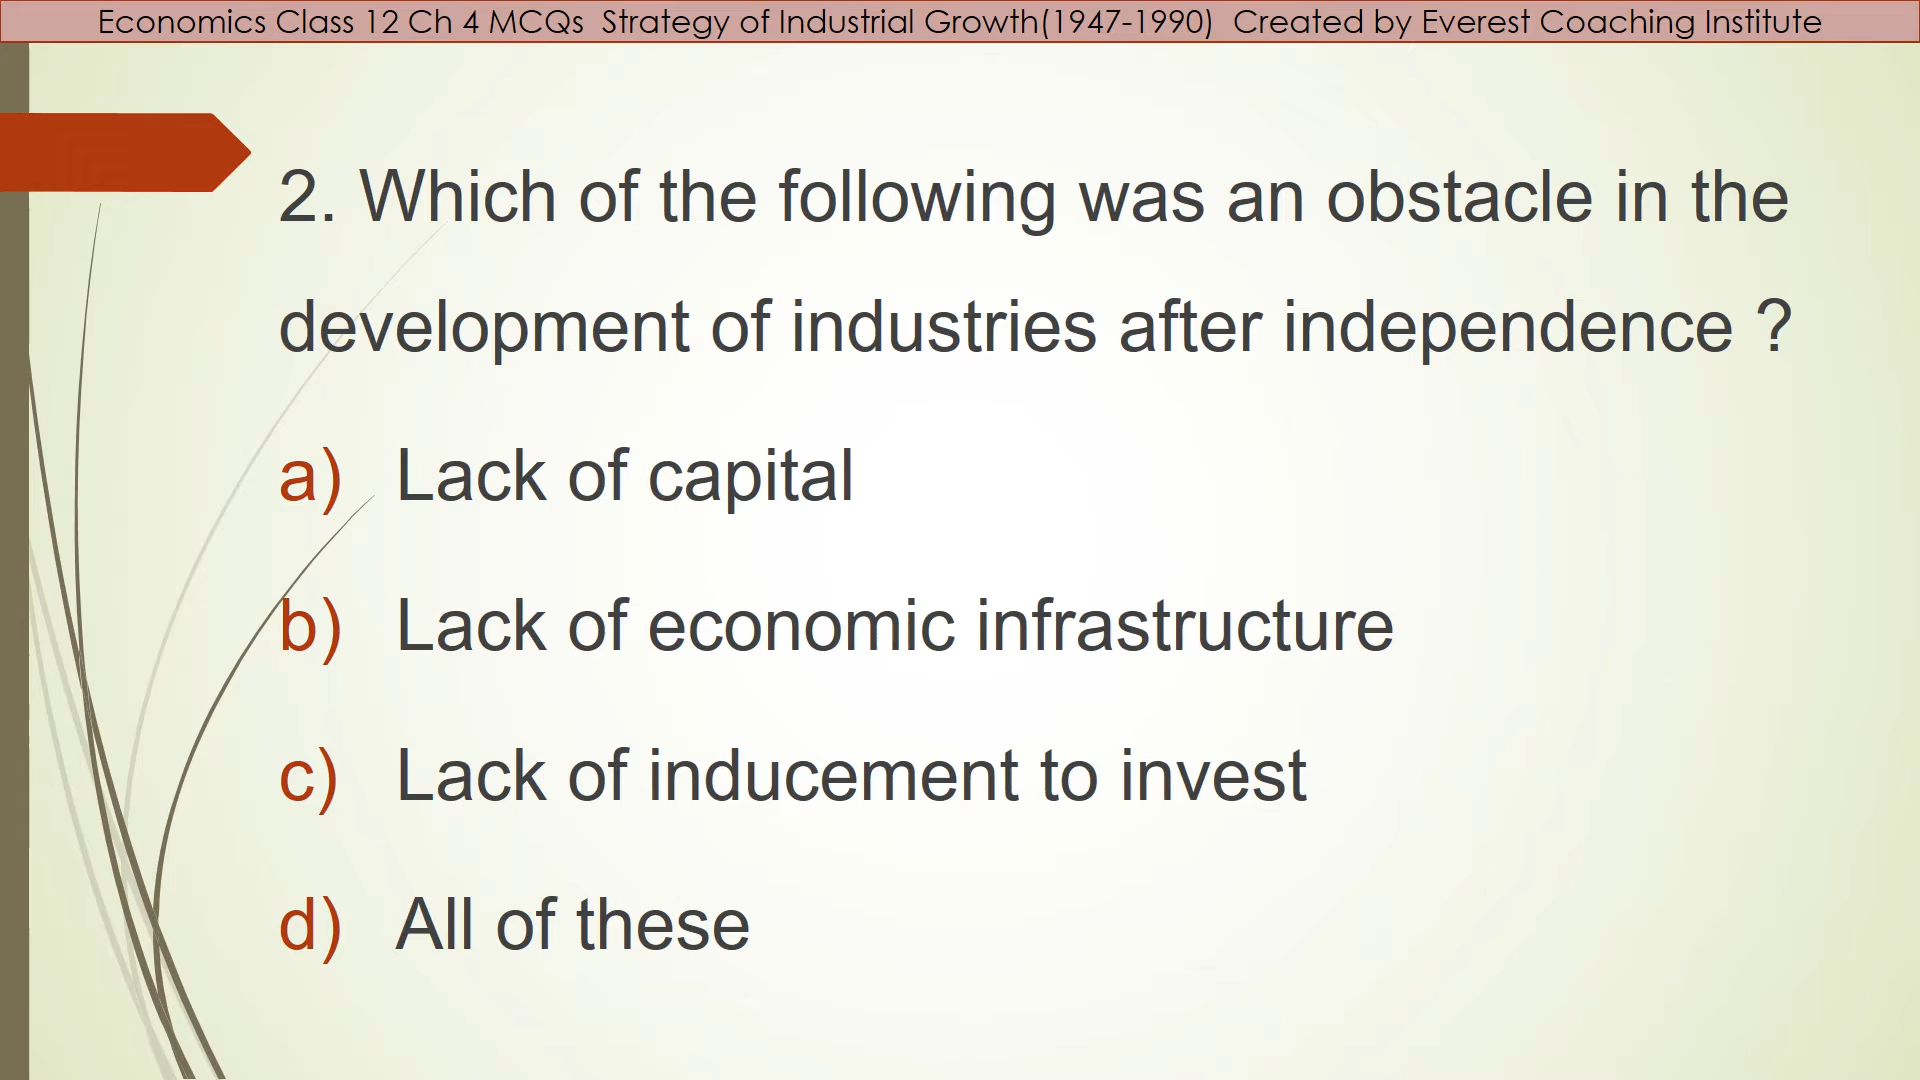 Economics Class 12 Ch 4 MCQs  Strategy of Industrial Growth(1947-1990)  Created by Everest Coaching Institute
2. Which of the following was an obstacle in the
development of industries after independence ?
a) Lack of capital
b) Lack of economic infrastructure
c) Lack of inducement to invest
d) All of these